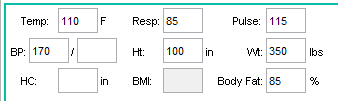 Temp: 110 F Resp: 85 Pulse: 115
BP: 170 / Ht: 100 in Wt: 350 lbs
HC: in BMI: Body Fat: 85 %